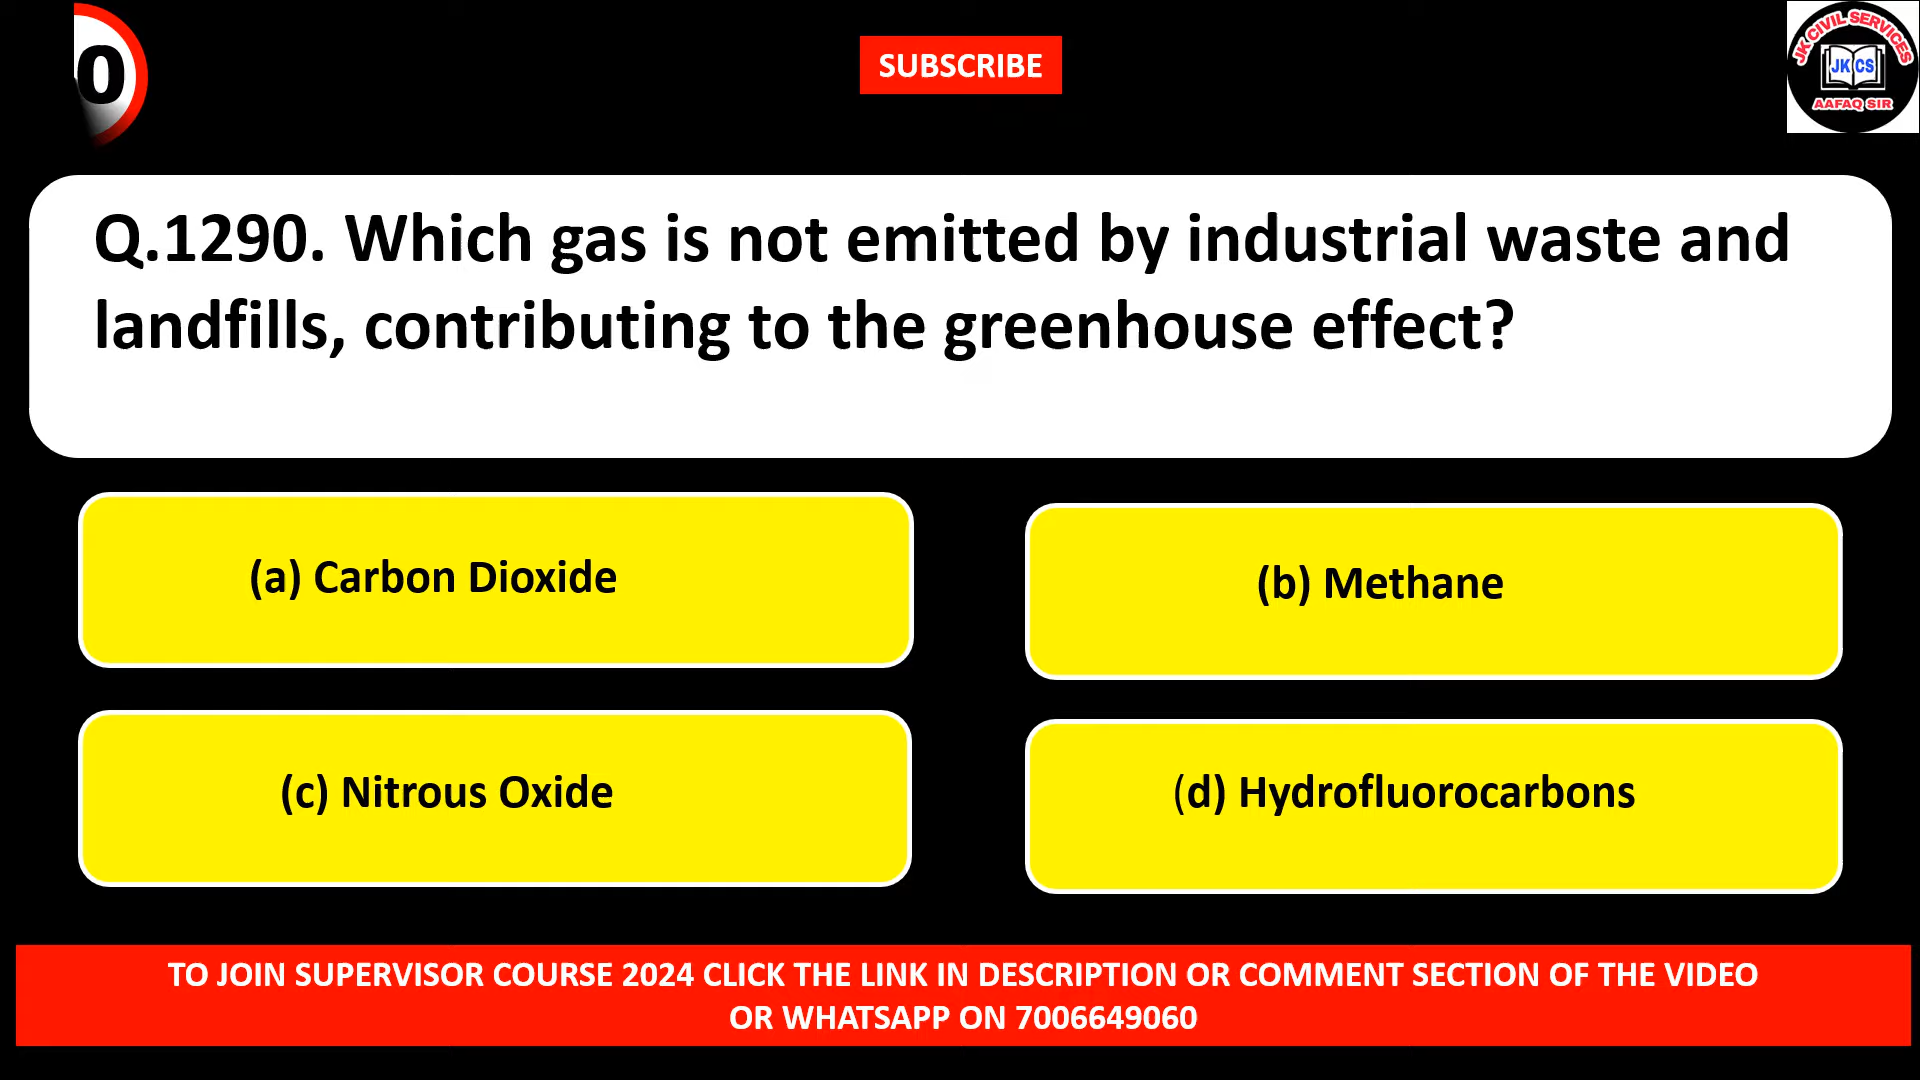 0
SUBSCRIBE
JK CIVIL SERVICES
JK CS
AAFAQ SIR
Q.1290. Which gas is not emitted by industrial waste and
landfills, contributing to the greenhouse effect?
(a) Carbon Dioxide
(b) Methane
(c) Nitrous Oxide
(d) Hydrofluorocarbons
TO JOIN SUPERVISOR COURSE 2024 CLICK THE LINK IN DESCRIPTION OR COMMENT SECTION OF THE VIDEO
OR WHATSAPP ON 7006649060